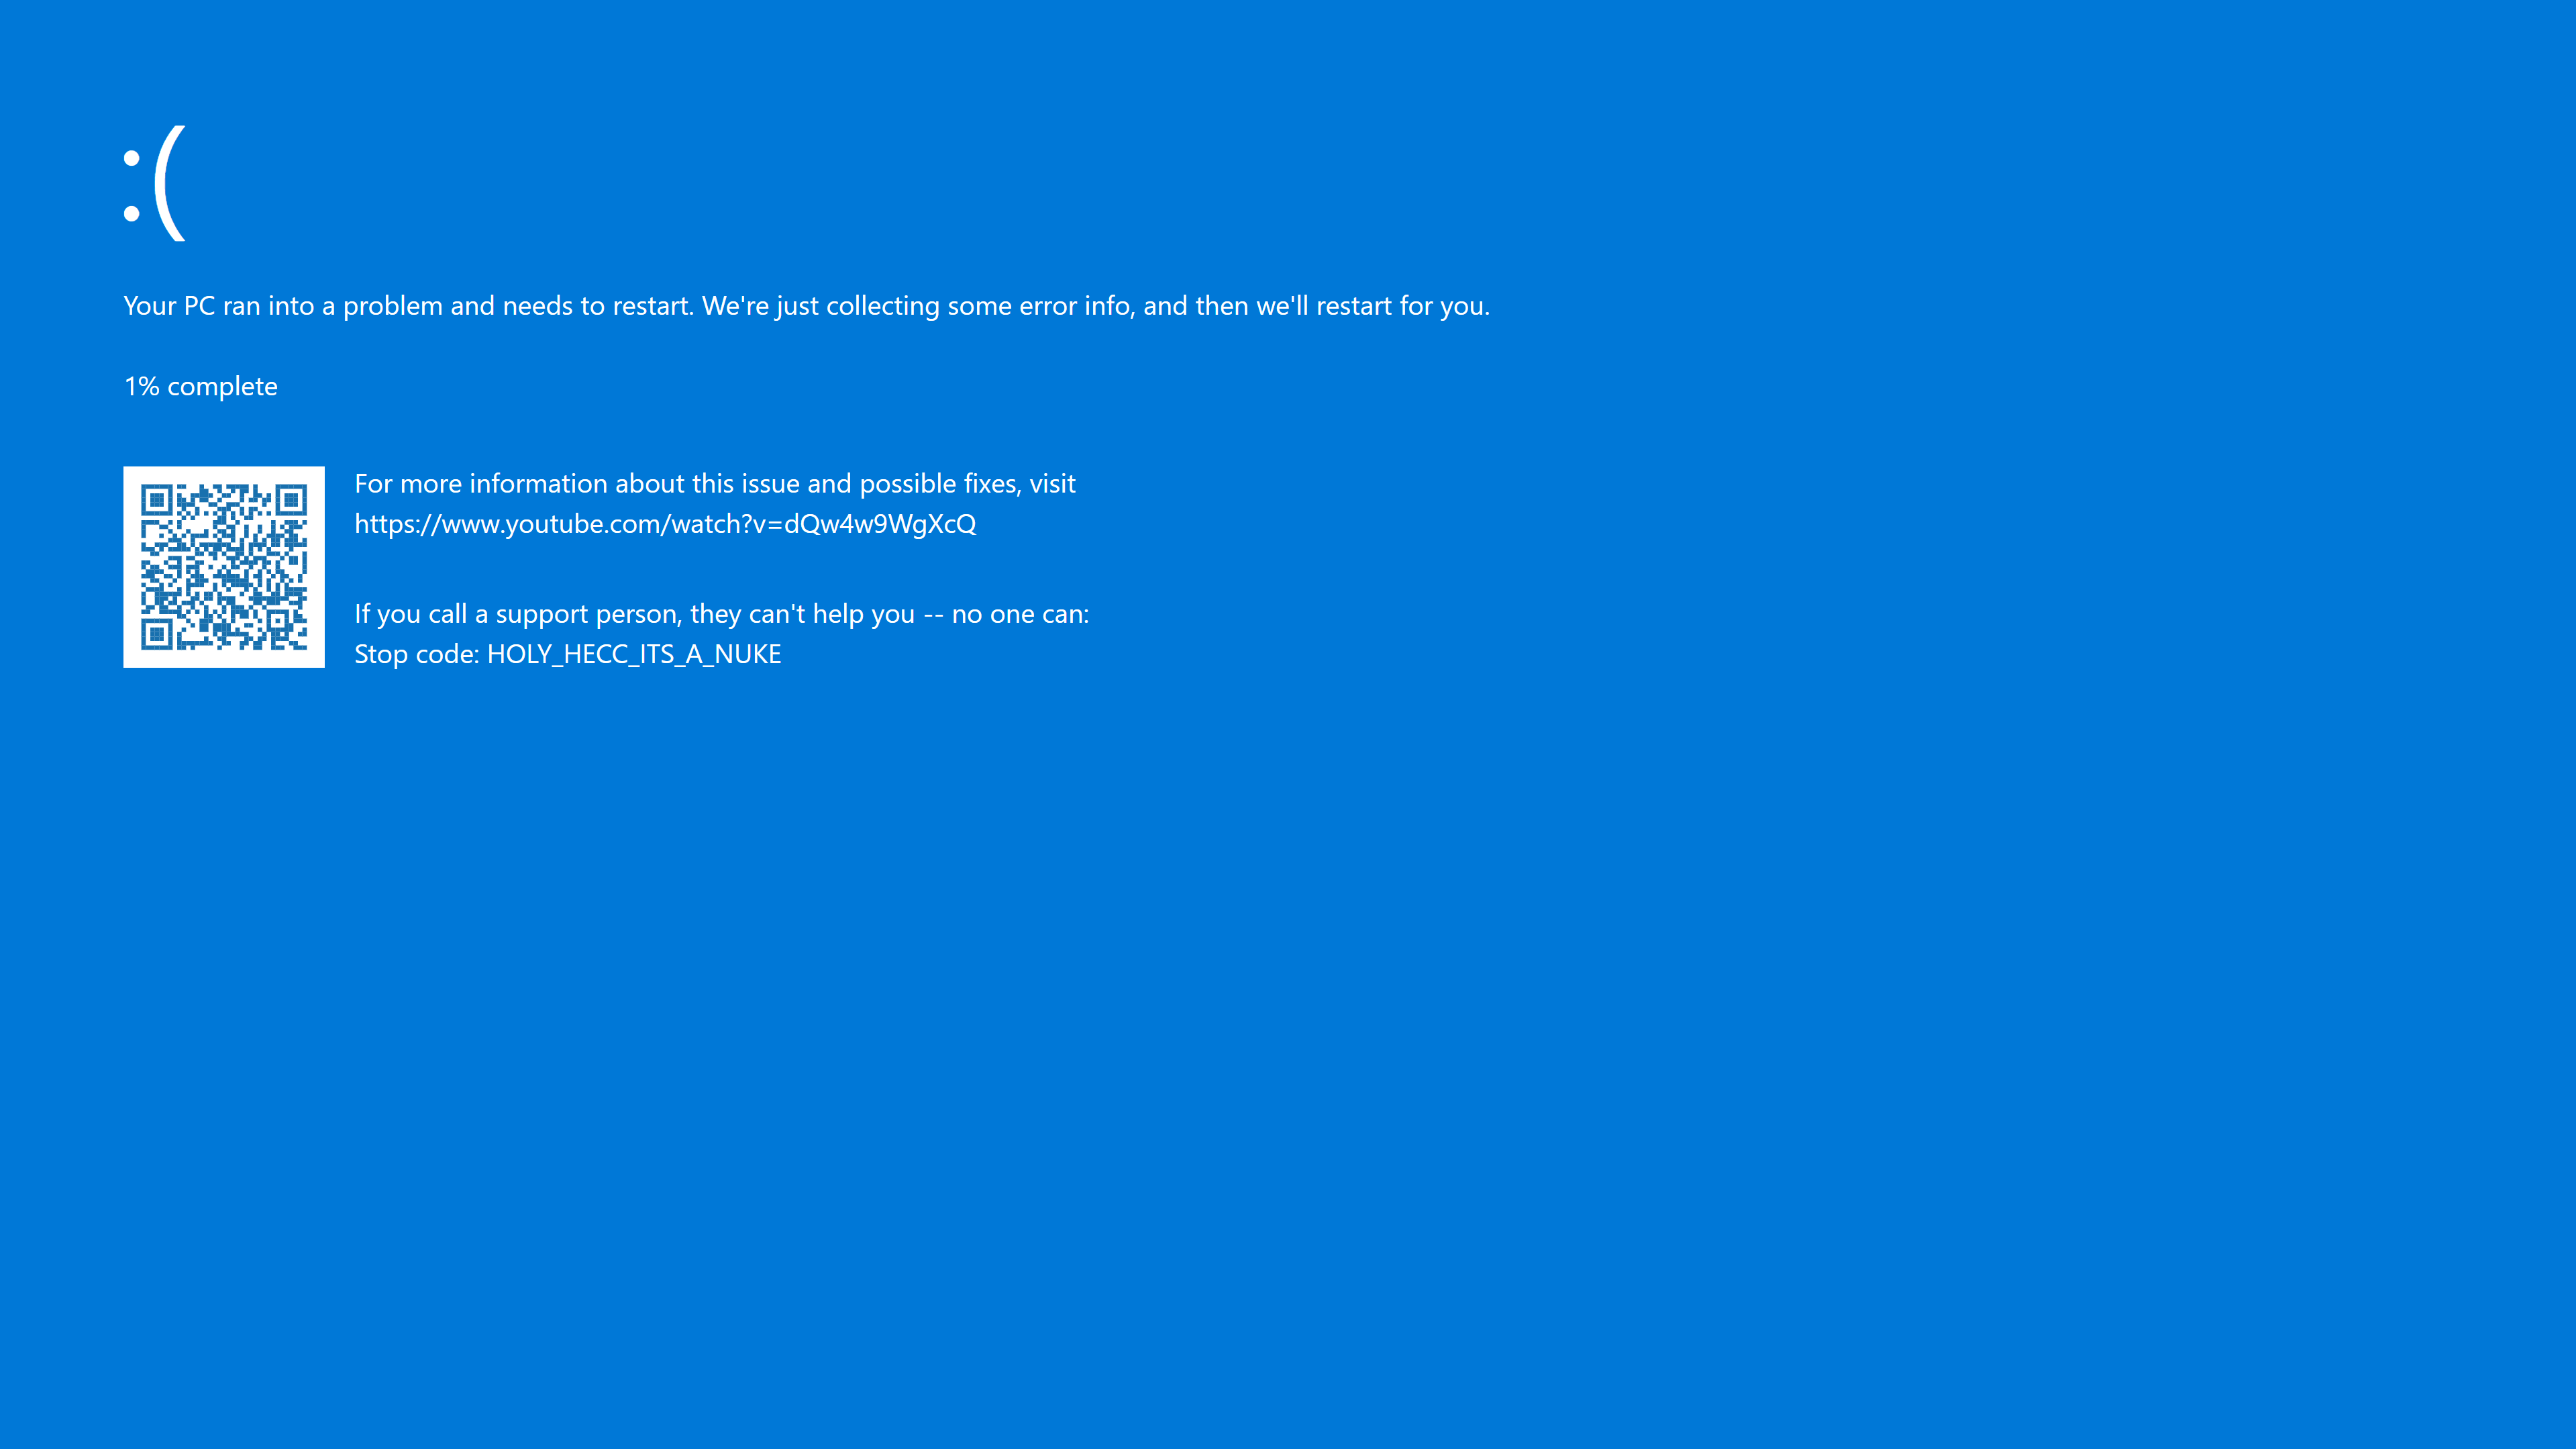 :(
Your PC ran into a problem and needs to restart. We're just collecting some error info, and then we'll restart for you.
1% complete
For more information about this issue and possible fixes, visit
https://www.youtube.com/watch?v=dQw4w9WgXcQ
If you call a support person, they can't help you -- no one can:
Stop code: HOLY_HECC_ITS_A_NUKE